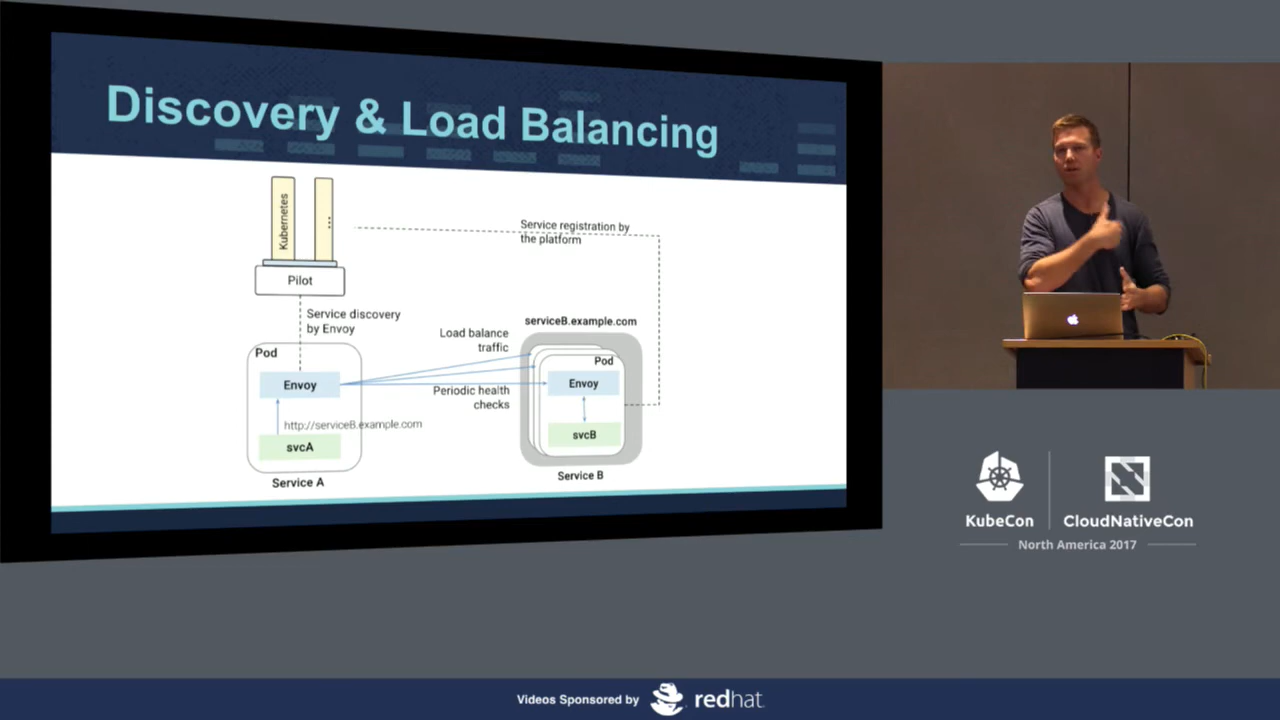 Discovery & Load Balancing
Kubernetes
...
Pilot
Service registration by
the platform
Service discovery
by Envoy
serviceB.example.com
Load balance
traffic
Pod
Pod
Envoy
Envoy
Periodic health
checks
http://serviceB.example.com
svcA
svcB
Service A
Service B
KubeCon
CloudNativeCon
North America 2017
Videos Sponsored by
redhat.